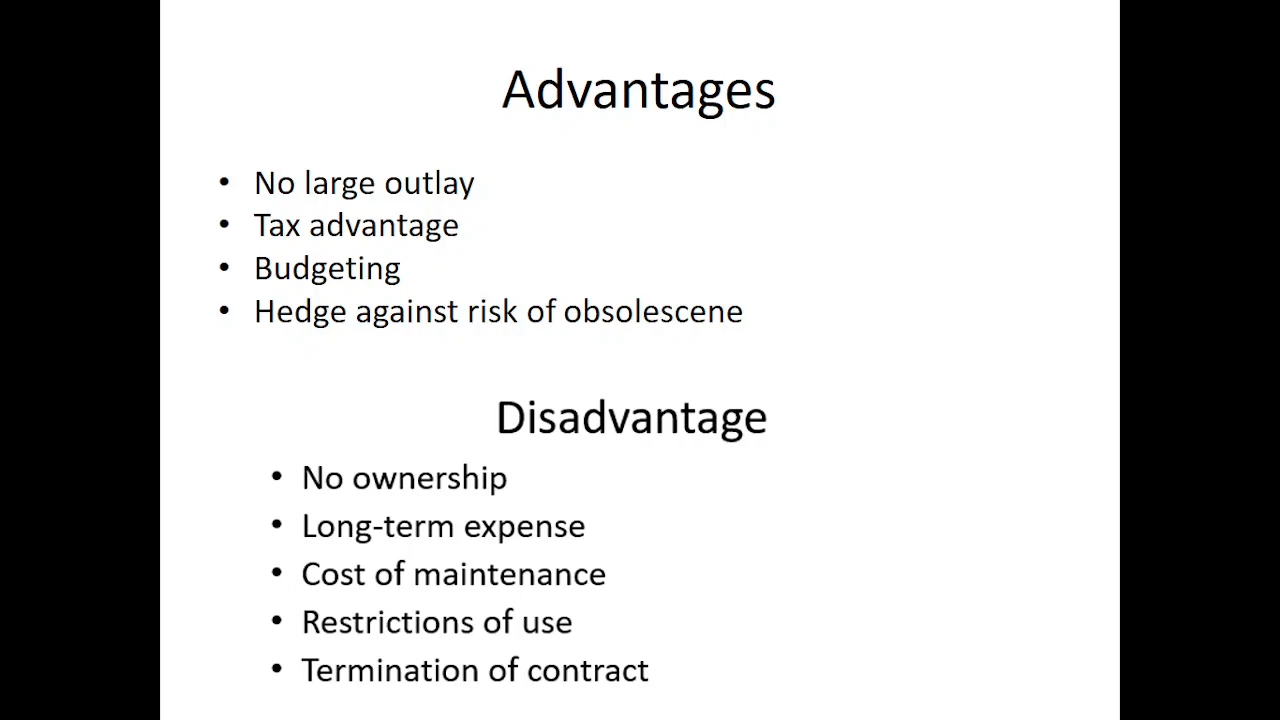 Advantages
• No large outlay
• Tax advantage
• Budgeting
• Hedge against risk of obsolescene
Disadvantage
• No ownership
• Long-term expense
• Cost of maintenance
• Restrictions of use
• Termination of contract